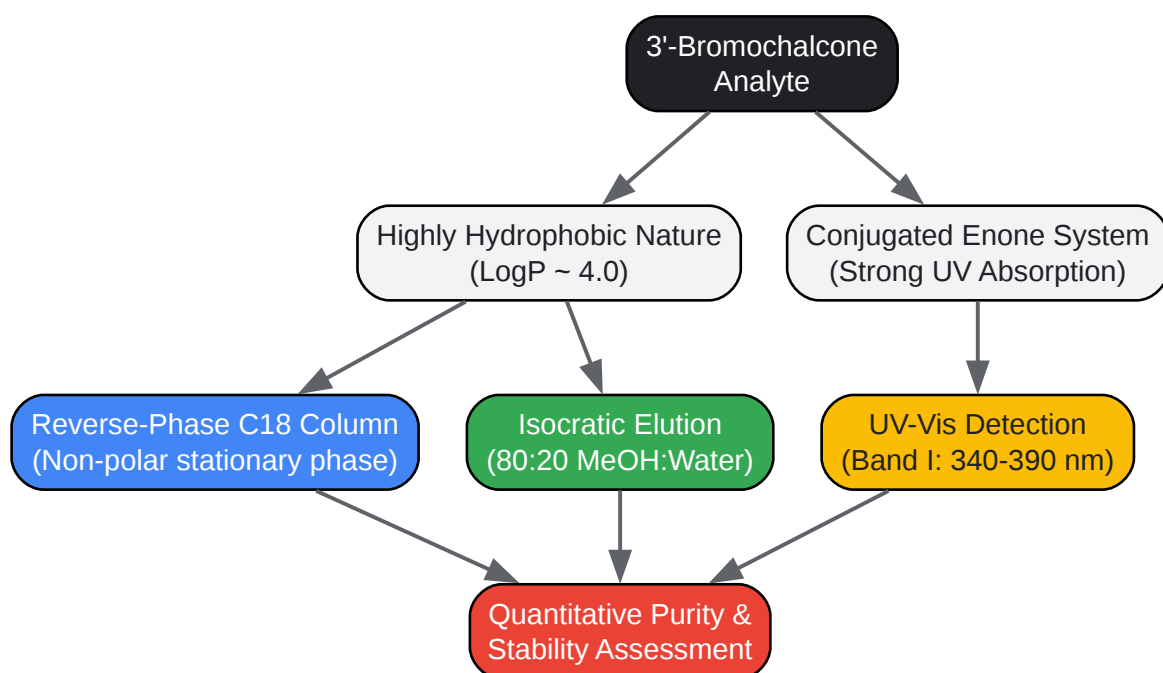 3'-Bromochalcone
Analyte
Highly Hydrophobic Nature
(LogP ~ 4.0)
Conjugated Enone System
(Strong UV Absorption)
Reverse-Phase C18 Column
(Non-polar stationary phase)
Isocratic Elution
(80:20 MeOH:Water)
UV-Vis Detection
(Band I: 340-390 nm)
Quantitative Purity &
Stability Assessment